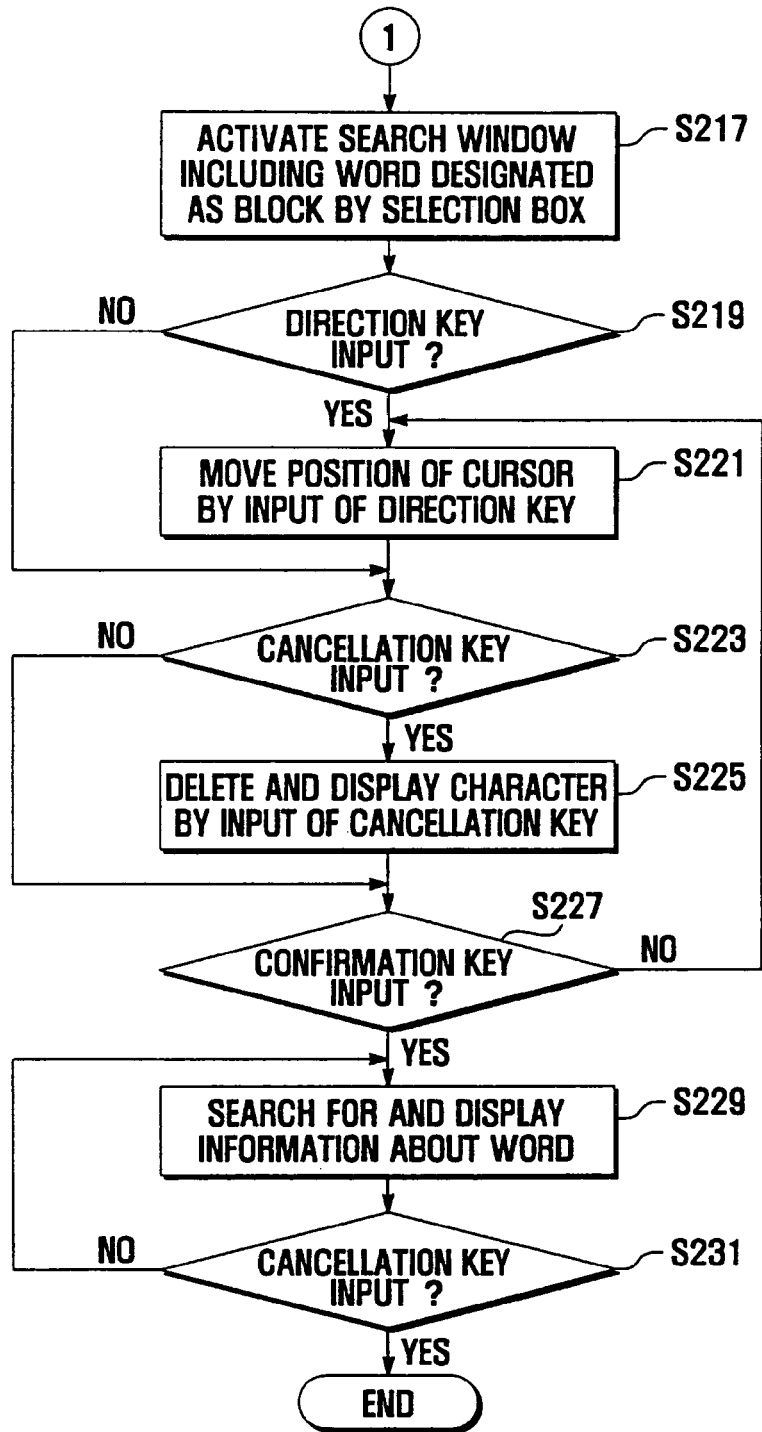 1
ACTIVATE SEARCH WINDOW
INCLUDING WORD DESIGNATED
AS BLOCK BY SELECTION BOX
S217
NO
DIRECTION KEY
INPUT ?
S219
YES
MOVE POSITION OF CURSOR
BY INPUT OF DIRECTION KEY
S221
NO
CANCELLATION KEY
INPUT ?
S223
YES
DELETE AND DISPLAY CHARACTER
BY INPUT OF CANCELLATION KEY
S225
S227
CONFIRMATION KEY
INPUT ?
NO
YES
SEARCH FOR AND DISPLAY
INFORMATION ABOUT WORD
S229
NO
CANCELLATION KEY
INPUT ?
S231
YES
END